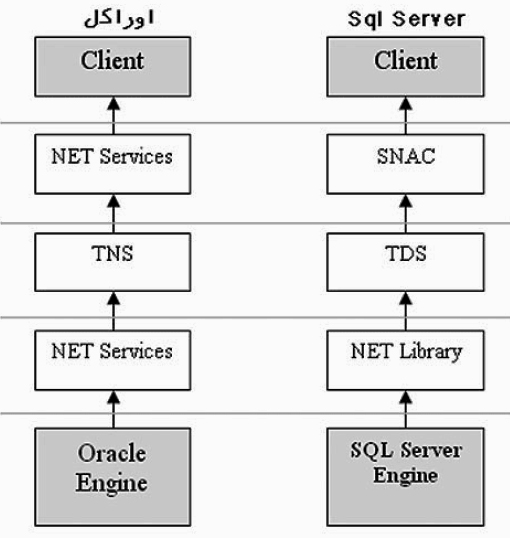 اوراکل
Sql Server
Client
Client
NET Services
SNAC
TNS
TDS
NET Services
NET Library
Oracle
Engine
SQL Server
Engine